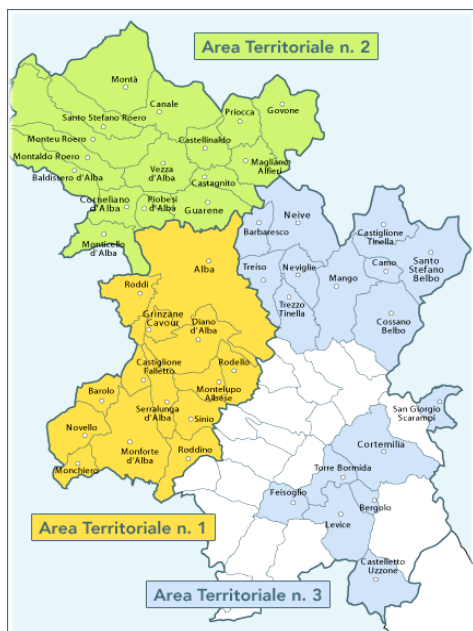 Area Territoriale n. 2
Montà
Canale
Govone
Priocca
Santo Stefano Roero
Monteu Roero
Castellinaldo
Montaldo Roero
Magliano
Alfieri
Baldissero d'Alba
Vezza
d'Alba
Castagnito
Corneliano
d'Alba
Piobesi
d'Alba
Guarene
Monticello
d'Alba
Neive
Barbaresco
Castiglione
Tinella
Alba
Treiso
Neviglie
Mango
Camo
Santo
Stefano
Belbo
Roddi
Trezzo
Tinella
Grinzane
Cavour
Diano
d'Alba
Cossano
Belbo
Castiglione
Falletto
Rodello
Barolo
Montelupo
Albese
Serralunga
d'Alba
Sinio
San Giorgio
Scarampi
Novello
Monforte
d'Alba
Roddino
Cortemilia
Monchiero
Torre Bormida
Feisoglio
Bergolo
Levice
Area Territoriale n. 1
Castelletto
Uzzone
Area Territoriale n. 3